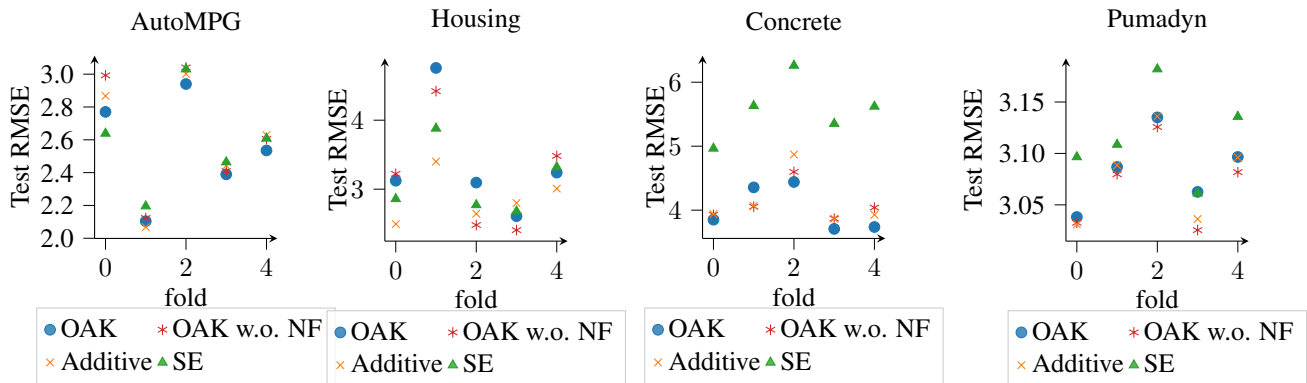 AutoMPG
Test RMSE
3.0
2.8
2.6
2.4
2.2
2.0
0 2 4
fold
OAK OAK w.o. NF
Additive SE
Housing
Test RMSE
4
3
0 2 4
fold
OAK OAK w.o. NF
Additive SE
Concrete
Test RMSE
6
4
0 2 4
fold
OAK OAK w.o. NF
Additive SE
Pumadyn
Test RMSE
3.15
3.10
3.05
0 2 4
fold
OAK OAK w.o. NF
Additive SE